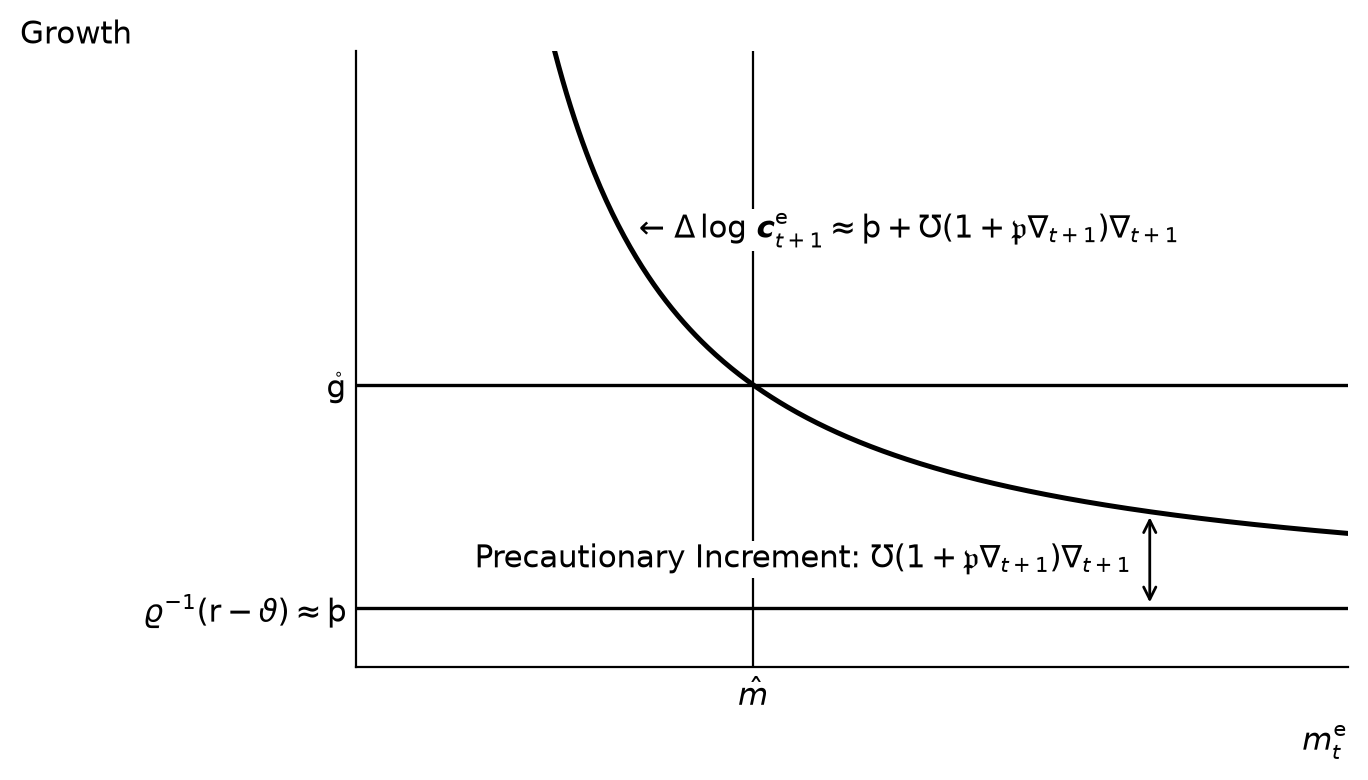 Growth
← Δ log 𝒄ᵉₜ₊₁ ≈ þ + ℧(1 + 𝔭∇ₜ₊₁)∇ₜ₊₁
g̊
Precautionary Increment: ℧(1 + 𝔭∇ₜ₊₁)∇ₜ₊₁
ϱ⁻¹(r − ϑ) ≈ þ
m̂
mᵉₜ